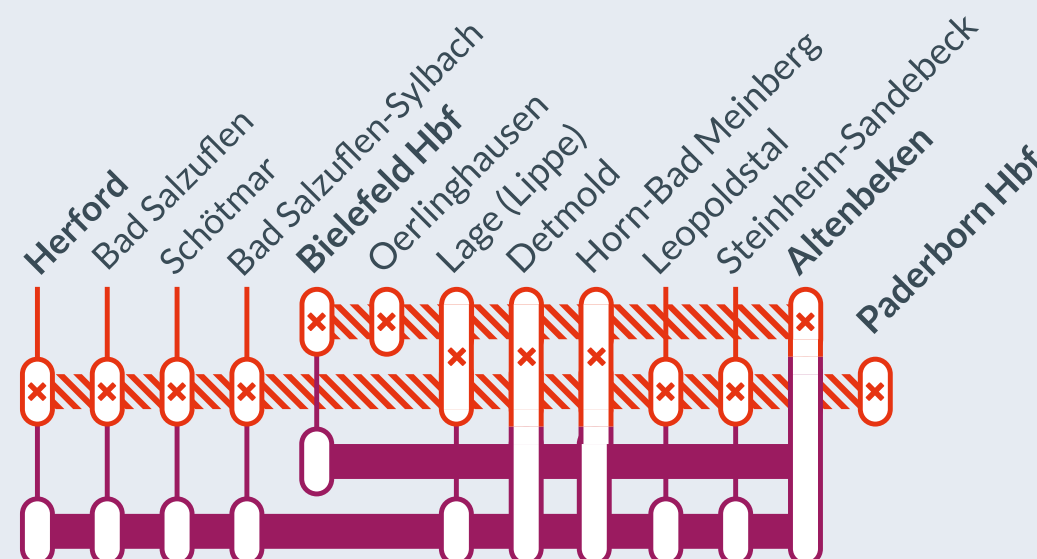 Herford
Bad Salzuflen
Schötmar
Bad Salzuflen-Sylbach
Bielefeld Hbf
Oerlinghausen
Lage (Lippe)
Detmold
Horn-Bad Meinberg
Leopoldstal
Steinheim-Sandebeck
Altenbeken
Paderborn Hbf